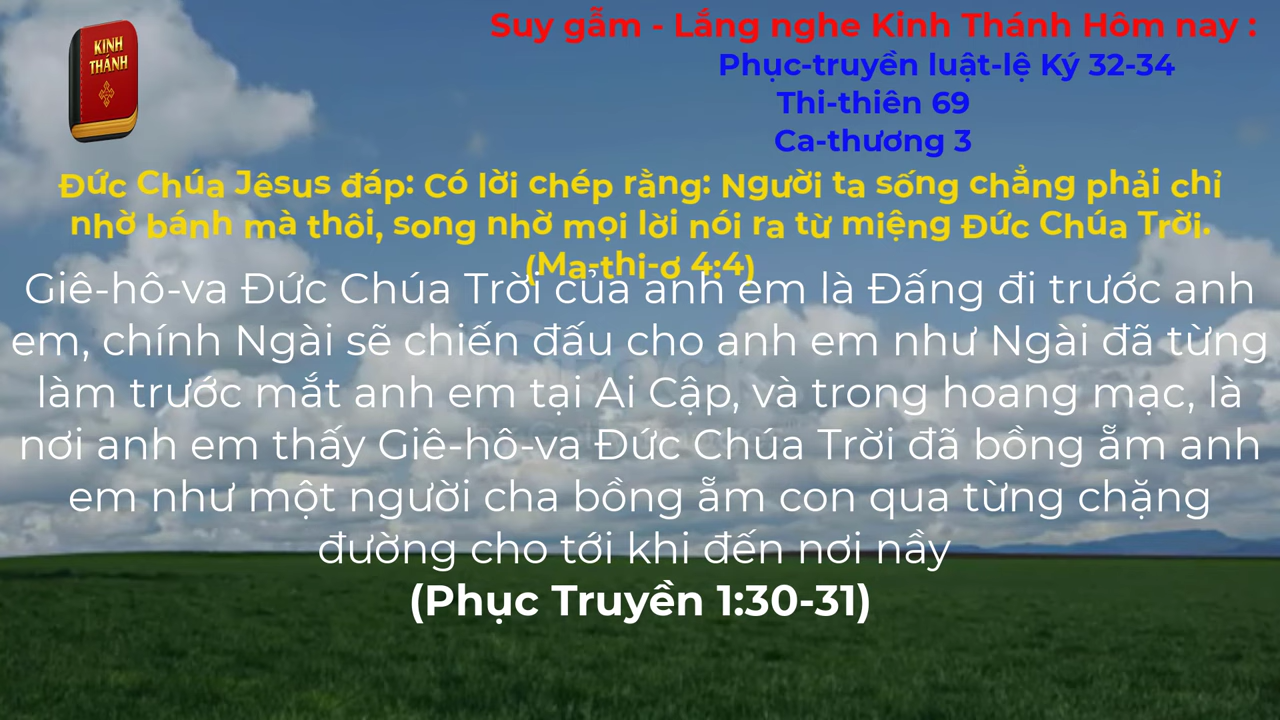 KINH
THÁNH
Suy gẫm - Lắng nghe Kinh Thánh Hôm nay :
Phục-truyền luật-lệ Ký 32-34
Thi-thiên 69
Ca-thương 3
Đức Chúa Jêsus đáp: Có lời chép rằng: Người ta sống chẳng phải chỉ
nhờ bánh mà thôi, song nhờ mọi lời nói ra từ miệng Đức Chúa Trời.
(Ma-thi-ơ 4:4)
Giê-hô-va Đức Chúa Trời của anh em là Đấng đi trước anh
em, chính Ngài sẽ chiến đấu cho anh em như Ngài đã từng
làm trước mắt anh em tại Ai Cập, và trong hoang mạc, là
nơi anh em thấy Giê-hô-va Đức Chúa Trời đã bồng ẵm anh
em như một người cha bồng ẵm con qua từng chặng
đường cho tới khi đến nơi nầy
(Phục Truyền 1:30-31)